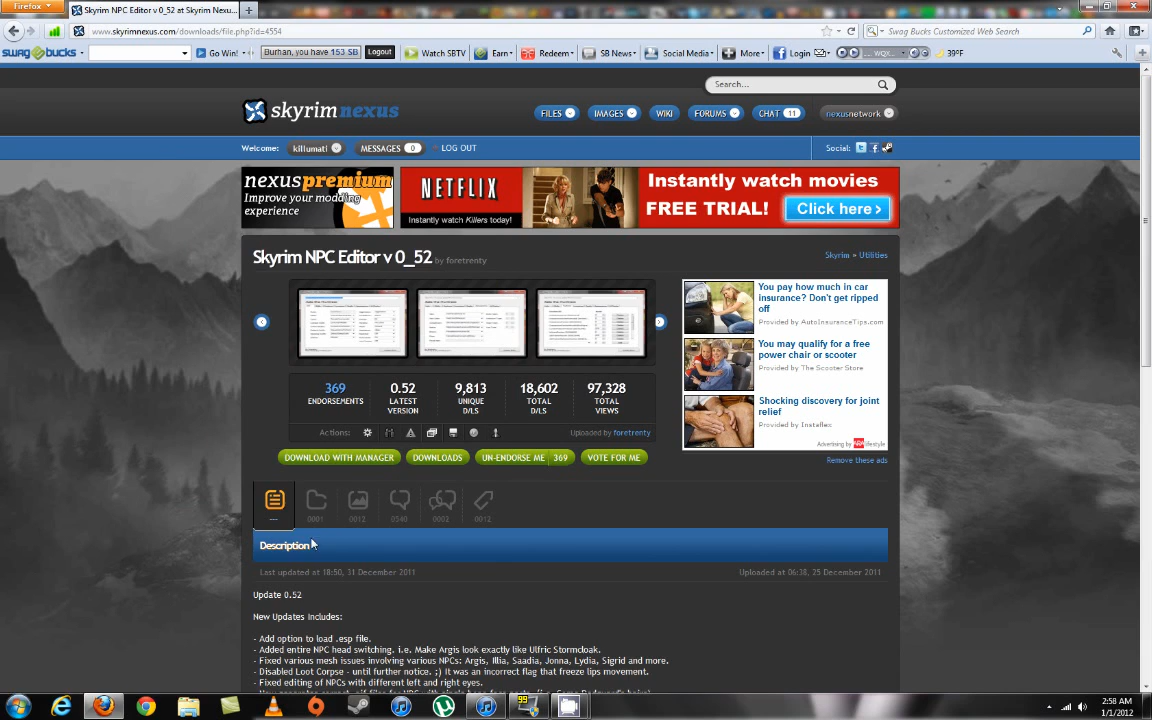 Firefox
Skyrim NPC Editor v 0_52 at Skyrim Nexu...
www.skyrimnexus.com/downloads/file.php?id=4554
Swag Bucks Customized Web Search
swagbucks
Go Win!
Burhan, you have 153 SB
Logout
Watch SBTV
Earn
Redeem
SB News
Social Media
More
Login
39°F
Search...
skyrimnexus
FILES
IMAGES
WIKI
FORUMS
CHAT 11
nexusnetwork
Welcome:
killumati
MESSAGES 0
LOG OUT
Social:
nexuspremium
Improve your modding
experience
NETFLIX
Instantly watch Killers today!
Instantly watch movies
FREE TRIAL!
Click here >
Skyrim NPC Editor v 0_52 by foretrenty
Skyrim » Utilities
You pay how much in car
insurance? Don't get ripped
off
Provided by AutoInsuranceTips.com
You may qualify for a free
power chair or scooter
Provided by The Scooter Store
Shocking discovery for joint
relief
Provided by Instaflex
Advertising by ARAlifestyle
Remove these ads
369
ENDORSEMENTS
0.52
LATEST
VERSION
9,813
UNIQUE
D/LS
18,602
TOTAL
D/LS
97,328
TOTAL
VIEWS
Actions:
Uploaded by foretrenty
DOWNLOAD WITH MANAGER
DOWNLOADS
UN-ENDORSE ME 369
VOTE FOR ME
---
0001
0012
0540
0002
0012
Description
Last updated at 18:50, 31 December 2011
Uploaded at 06:38, 25 December 2011
Update 0.52
New Updates Includes:
- Add option to load .esp file.
- Added entire NPC head switching. i.e. Make Argis look exactly like Ulfric Stormcloak.
- Fixed various mesh issues involving various NPCs: Argis, Illia, Saadia, Jonna, Lydia, Sigrid and more.
- Disabled Loot Corpse - until further notice. ;) It was an incorrect flag that freeze lips movement.
- Fixed editing of NPCs with different left and right eyes.
99
2:58 AM
1/1/2012